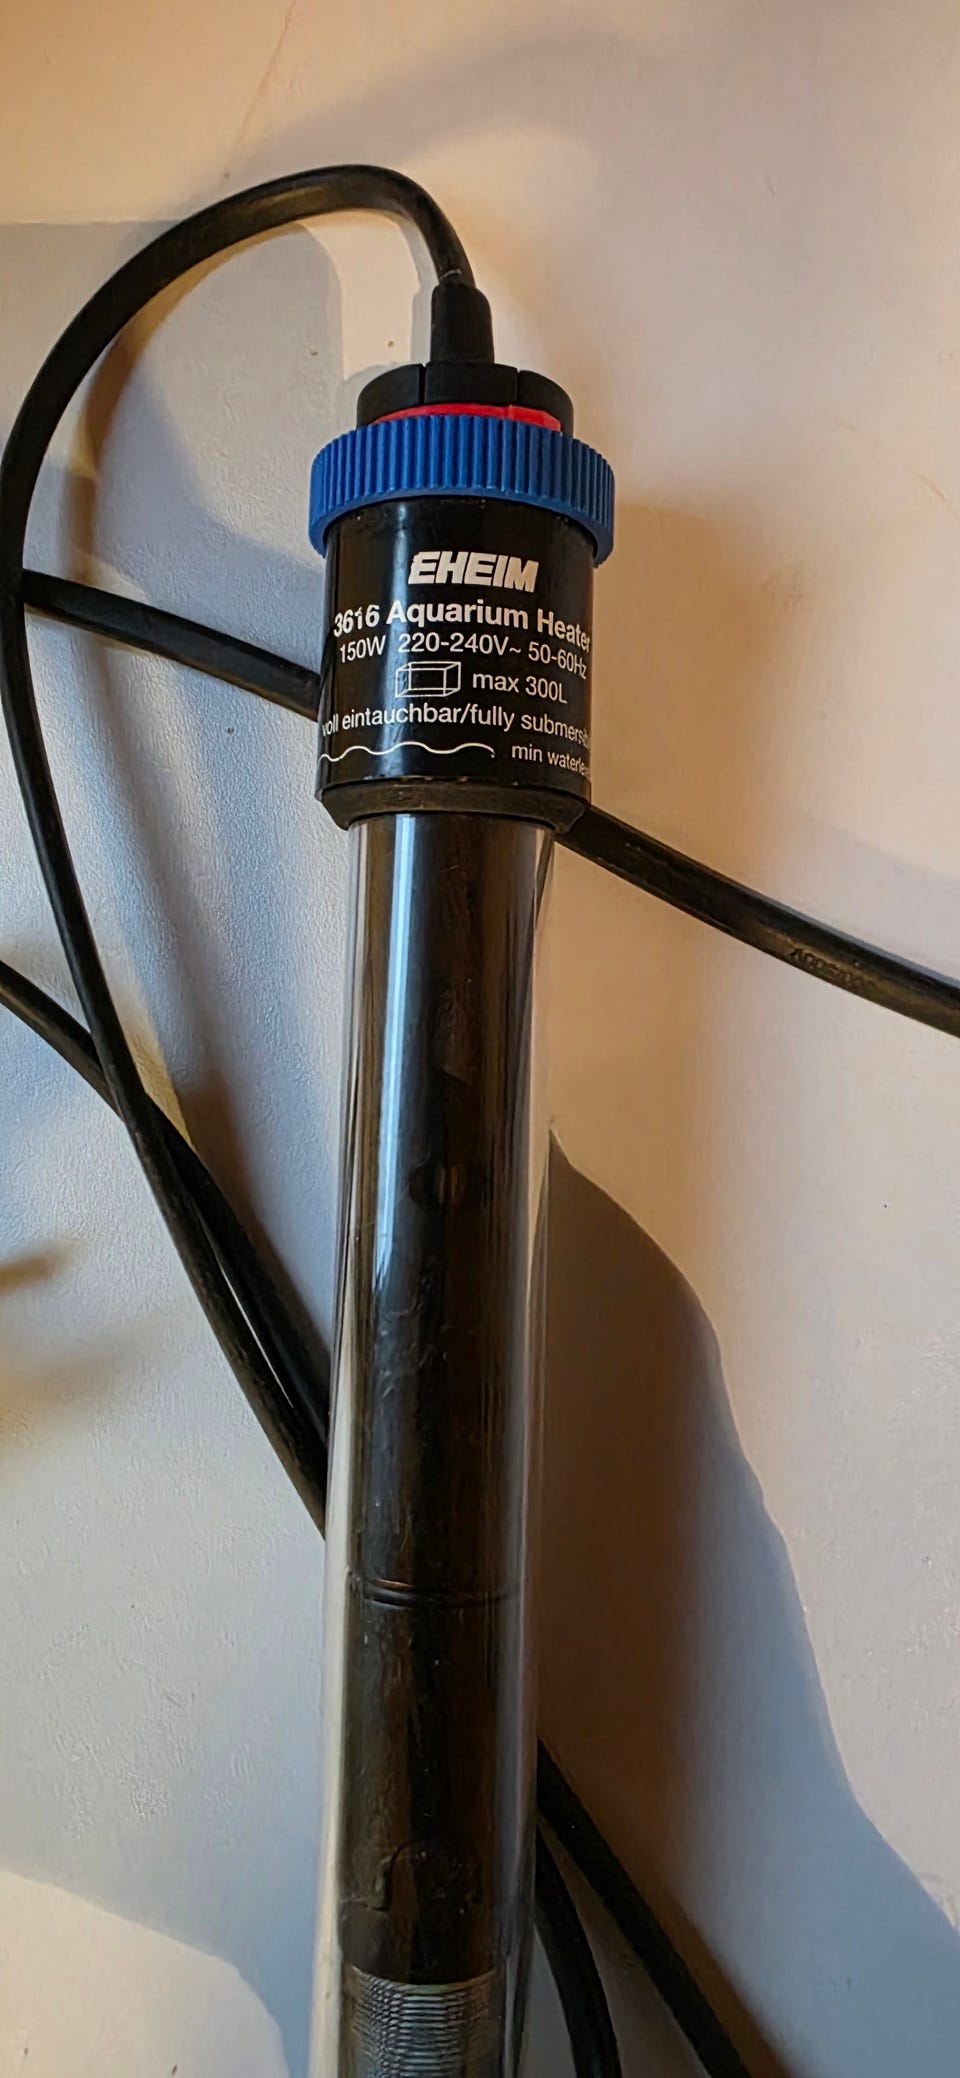 EHEIM
3616 Aquarium Heater
150W 220-240V~ 50-60Hz
max 300L
voll eintauchbar/fully
min